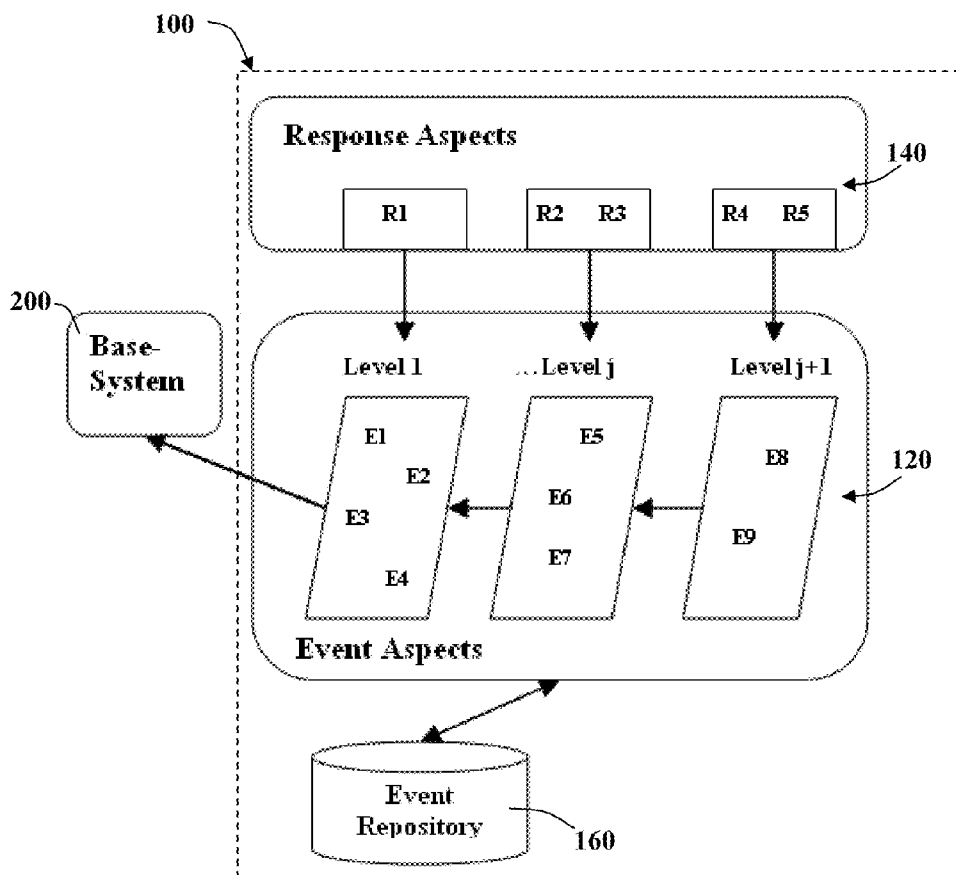 100
Response Aspects
140
R1
R2 R3
R4 R5
200
Base-
System
Level 1
...Level j
Level j+1
E1
E2
E3
E4
E5
E6
E7
E8
E9
120
Event Aspects
Event
Repository
160